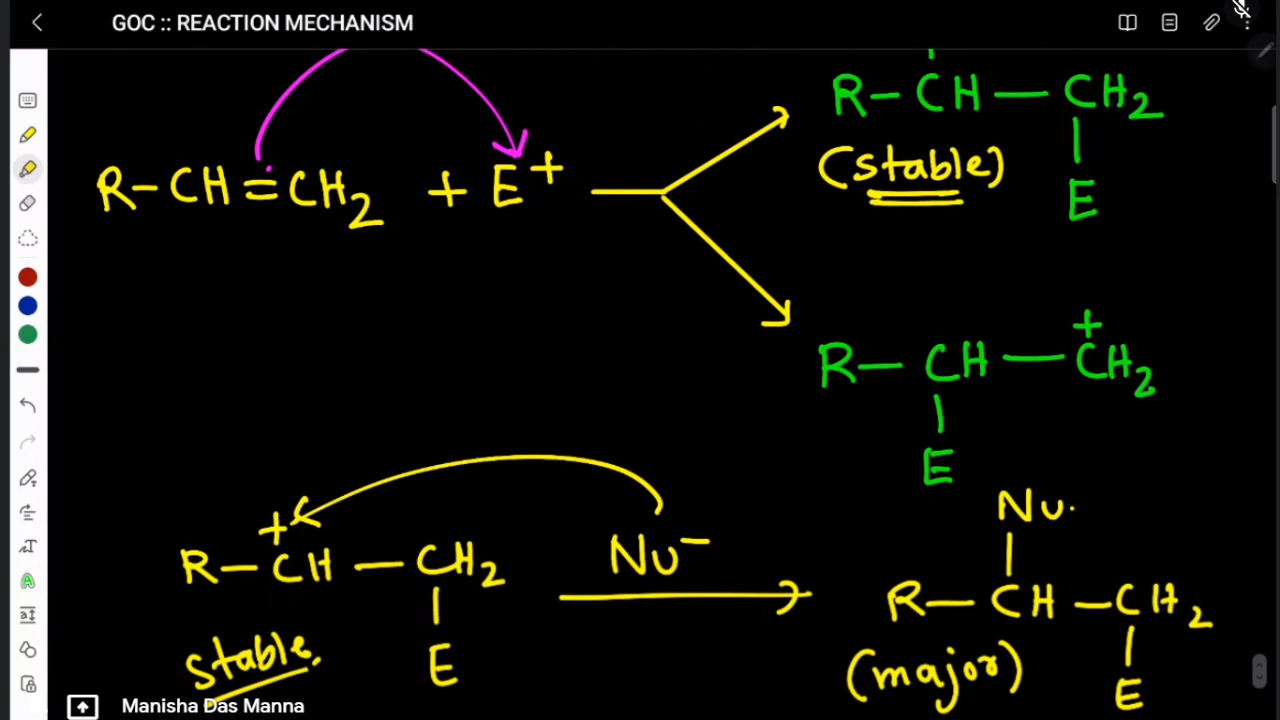 GOC :: REACTION MECHANISM
R-CH-CH2
E
(stable)
R-CH=CH2 + E+
R-CH-+CH2
E
R-+CH-CH2
E
stable.
Nu-
Nu.
R-CH-CH2
E
(major)
Manisha Das Manna